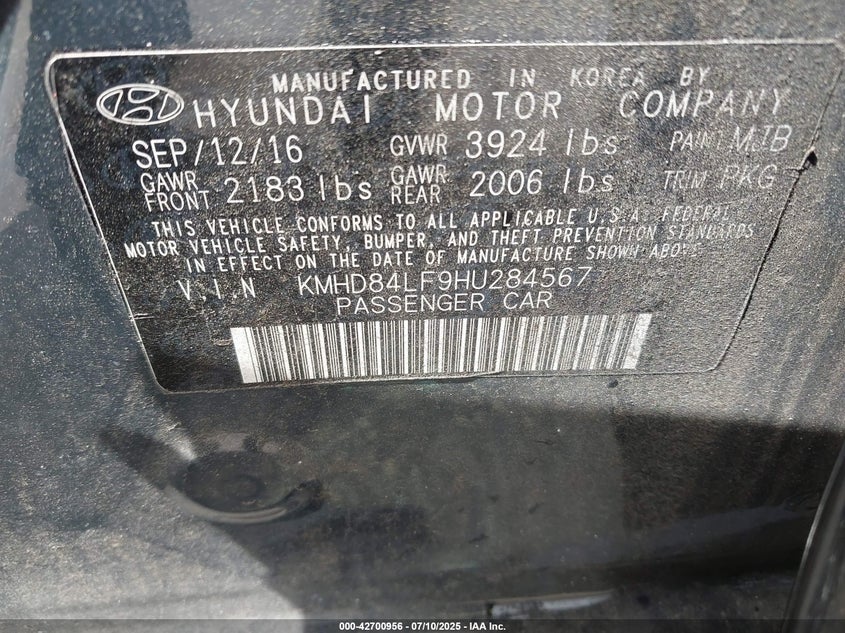 MANUFACTURED IN KOREA BY
HYUNDAI MOTOR COMPANY
SEP/12/16 GVWR 3924 lbs PAINT MJB
GAWR FRONT 2183 lbs GAWR REAR 2006 lbs TRIM PKG
THIS VEHICLE CONFORMS TO ALL APPLICABLE U.S.A. FEDERAL
MOTOR VEHICLE SAFETY, BUMPER, AND THEFT PREVENTION STANDARDS
IN EFFECT ON THE DATE OF MANUFACTURE SHOWN ABOVE.
V.I.N KMHD84LF9HU284567
PASSENGER CAR
000-42700956 - 07/10/2025 - IAA Inc.